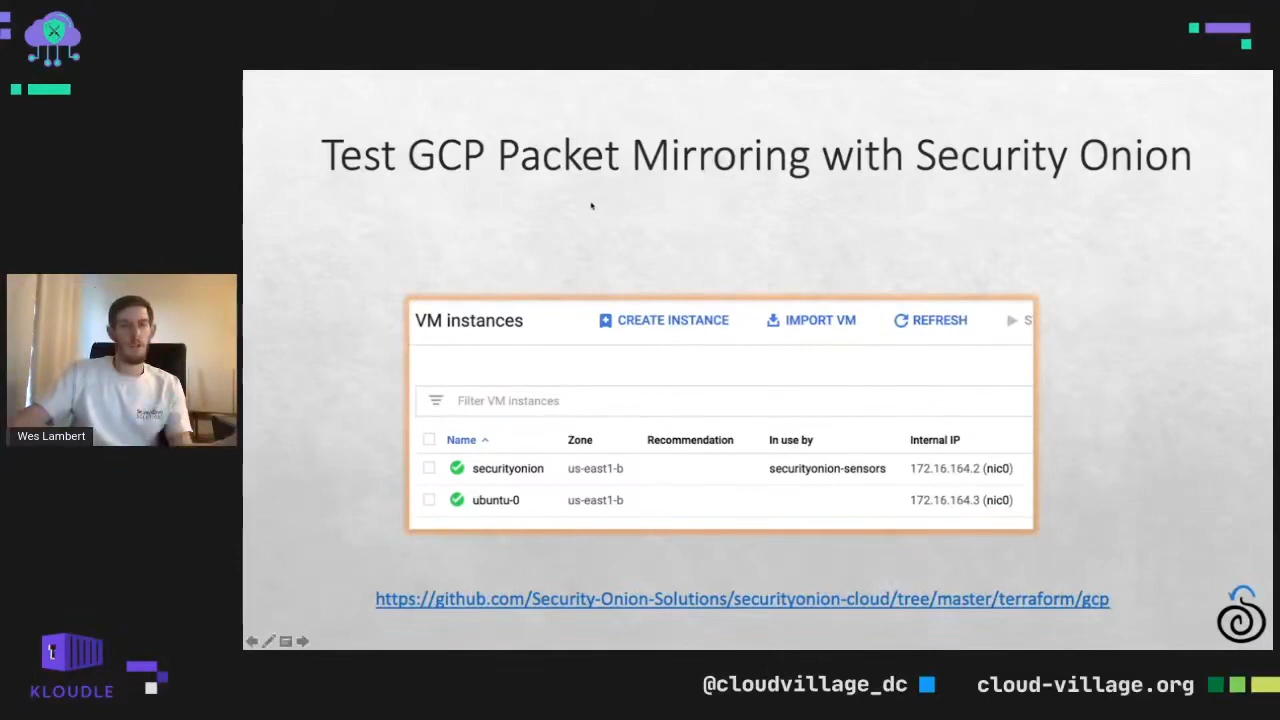 Test GCP Packet Mirroring with Security Onion
VM instances
CREATE INSTANCE
IMPORT VM
REFRESH
S
Filter VM instances
Name Zone Recommendation In use by Internal IP
securityonion us-east1-b securityonion-sensors 172.16.164.2 (nic0)
ubuntu-0 us-east1-b 172.16.164.3 (nic0)
Wes Lambert
https://github.com/Security-Onion-Solutions/securityonion-cloud/tree/master/terraform/gcp
KLOUDLE
@cloudvillage_dc
cloud-village.org